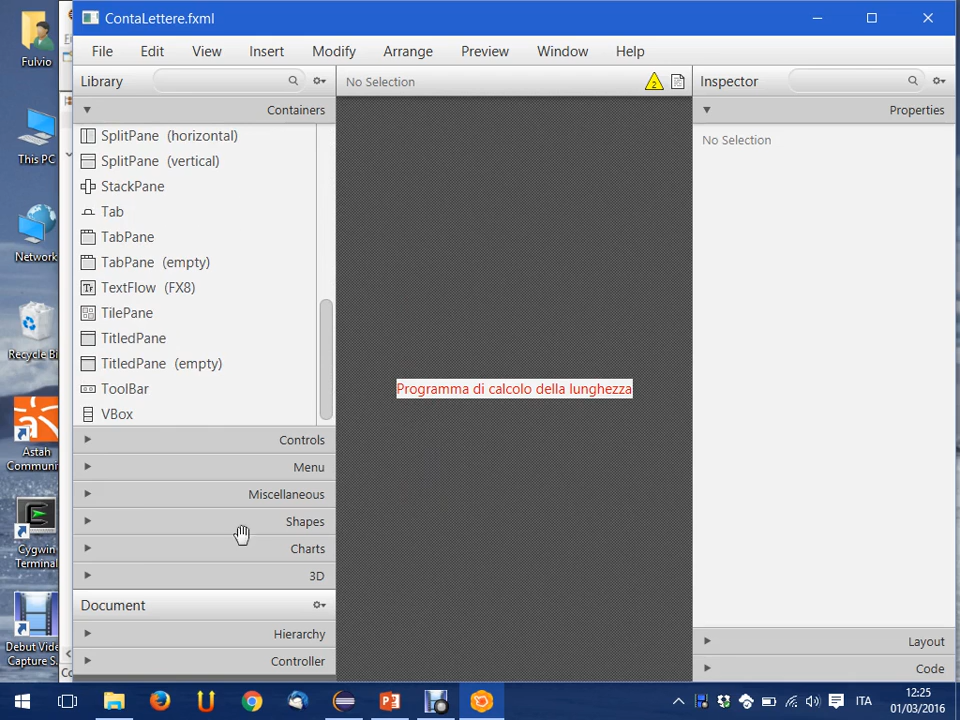 ContaLettere.fxml
File Edit View Insert Modify Arrange Preview Window Help
Library
No Selection
2
Inspector
Containers
Properties
SplitPane (horizontal)
SplitPane (vertical)
StackPane
Tab
TabPane
TabPane (empty)
TextFlow (FX8)
TilePane
TitledPane
TitledPane (empty)
ToolBar
VBox
No Selection
Programma di calcolo della lunghezza
Controls
Menu
Miscellaneous
Shapes
Charts
3D
Document
Hierarchy
Controller
Layout
Code
Fulvio
This PC
Network
Recycle Bi
Astah
Commun
Cygwin
Terminal
Debut Vide
Capture S
ITA
12:25
01/03/2016